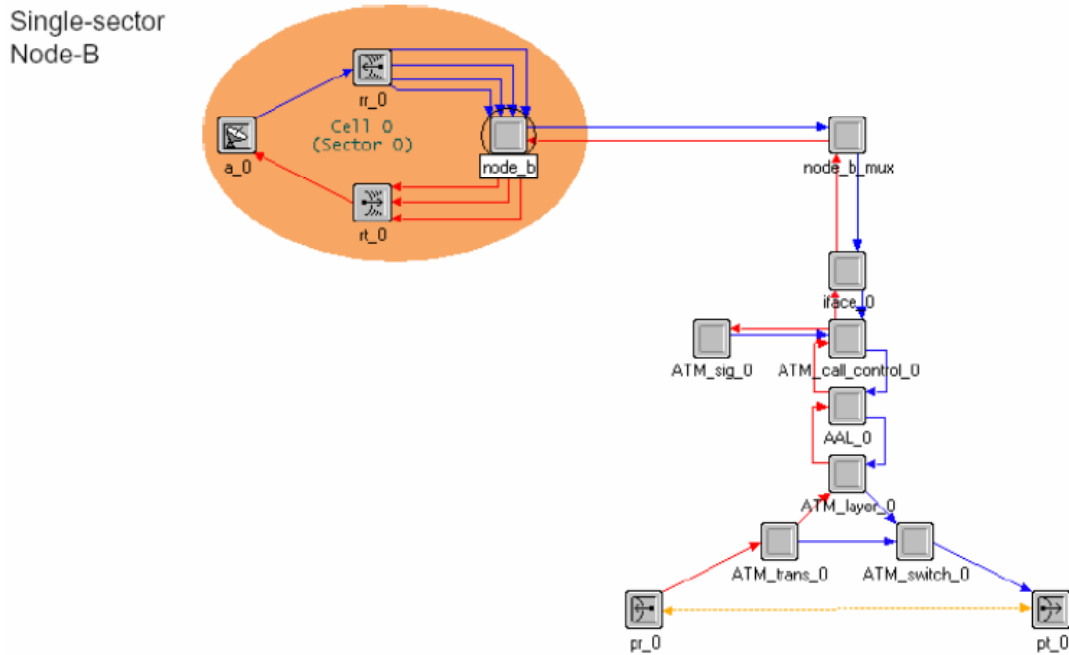 Single-sector
Node-B
rr_0
Cell 0
(Sector 0)
a_0
node_b
node_b_mux
rt_0
iface_0
ATM_sig_0
ATM_call_control_0
AAL_0
ATM_layer_0
ATM_trans_0
ATM_switch_0
pr_0
pt_0